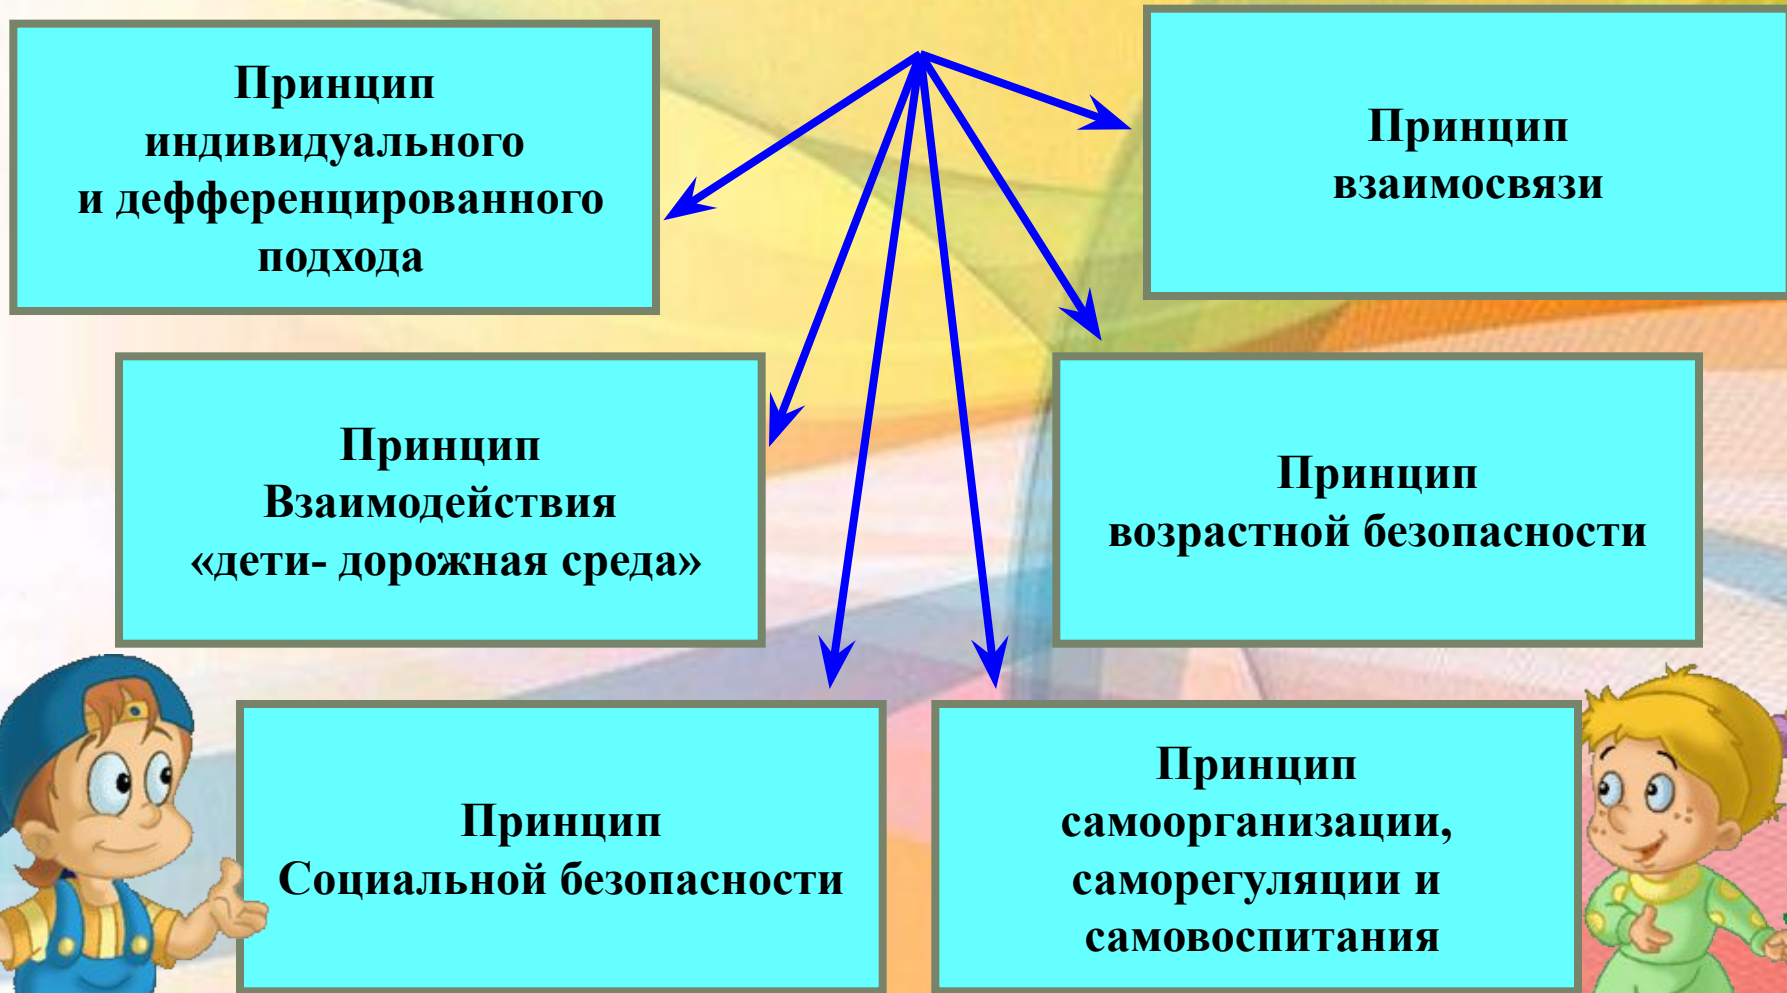 Принцип
индивидуального
и дефференцированного
подхода
Принцип
взаимосвязи
Принцип
Взаимодействия
«дети- дорожная среда»
Принцип
возрастной безопасности
Принцип
Социальной безопасности
Принцип
самоорганизации,
саморегуляции и
самовоспитания